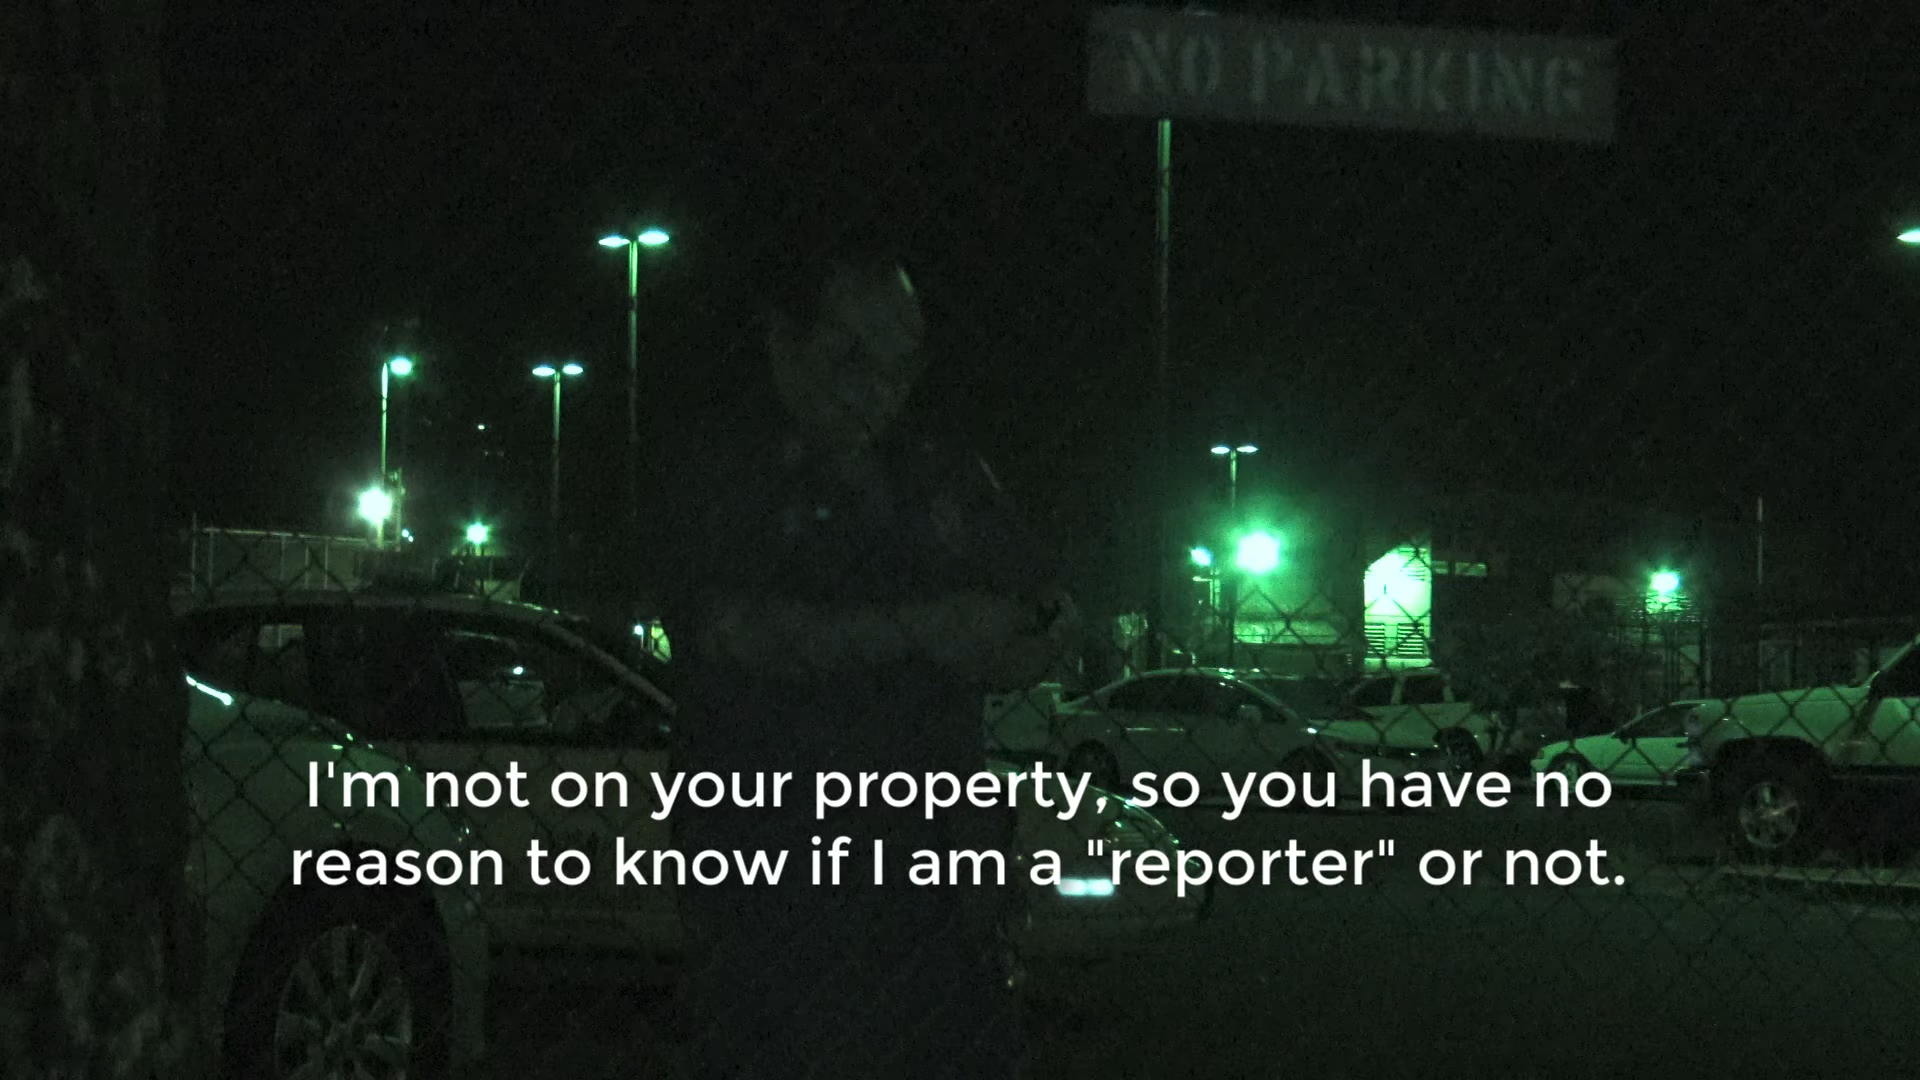 NO PARKING
I'm not on your property, so you have no
reason to know if I am a "reporter" or not.